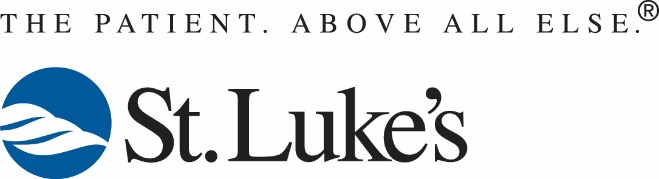 THE PATIENT. ABOVE ALL ELSE.®
St. Luke's